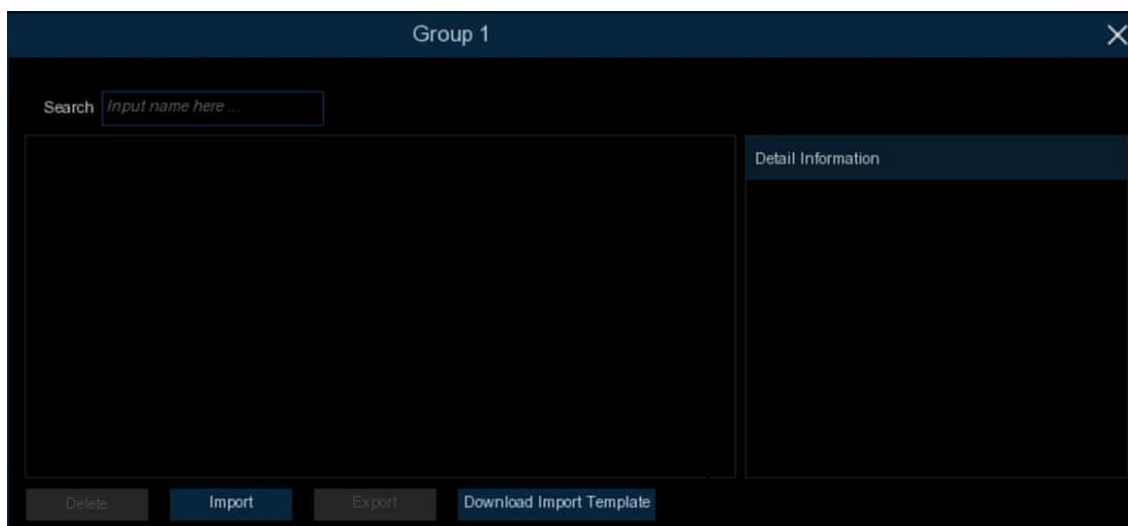 Group 1
Search Input name here ...
Detail Information
Delete Import Export Download Import Template